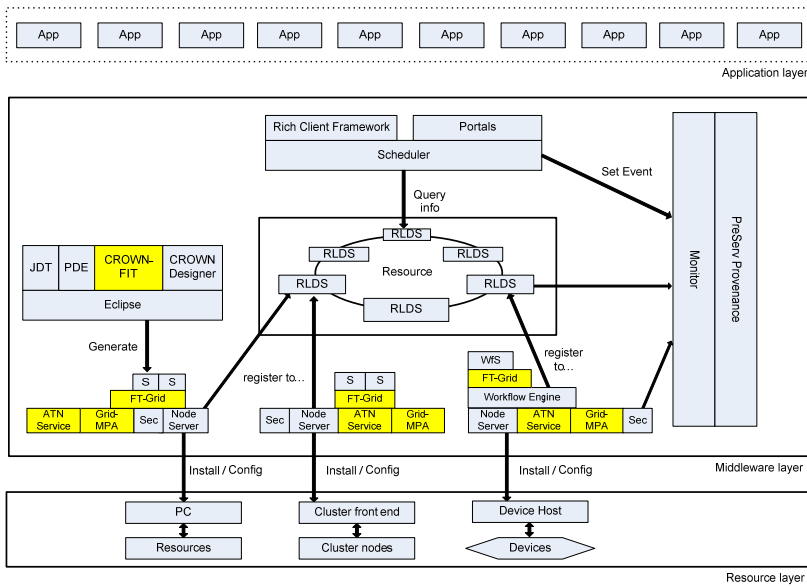 App App App App App App App App App App
Application layer
Rich Client Framework
Portals
Scheduler
Set Event
Query
info
RLDS
RLDS
RLDS
Resource
RLDS
RLDS
RLDS
Monitor
PreServ Provenance
JDT
PDE
CROWN-
FIT
CROWN
Designer
Eclipse
Generate
register to...
register
to...
S
S
FT-Grid
ATN
Service
Grid-
MPA
Sec
Node
Server
S
S
FT-Grid
Sec
Node
Server
ATN
Service
Grid-
MPA
WfS
FT-Grid
Workflow Engine
Node
Server
ATN
Service
Grid-
MPA
Sec
Install / Config
Install / Config
Install / Config
Middleware layer
PC
Resources
Cluster front end
Cluster nodes
Device Host
Devices
Resource layer